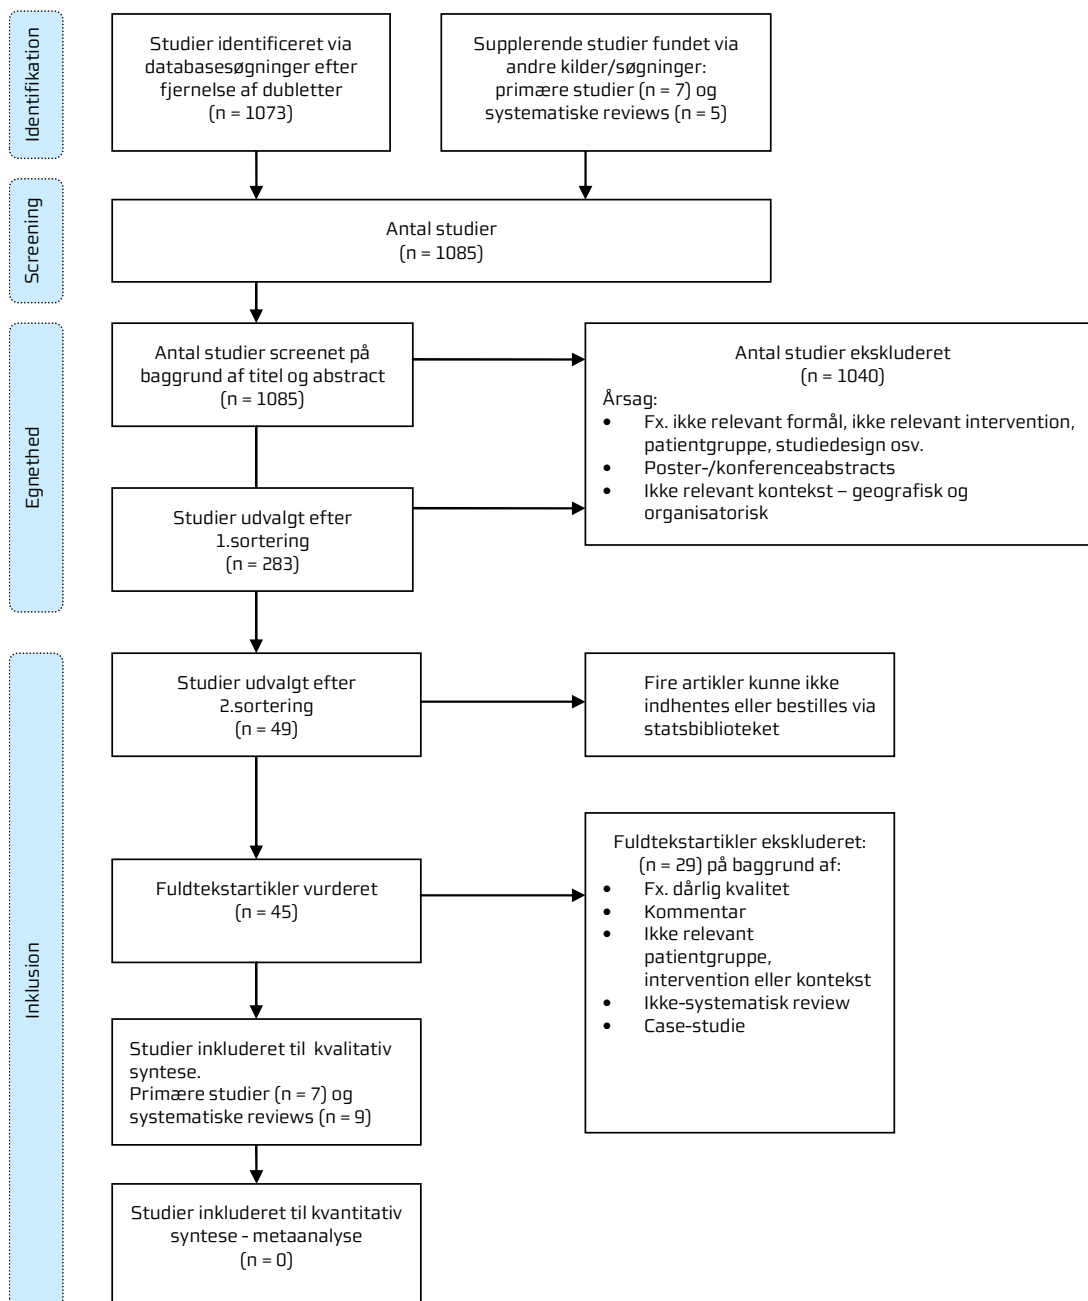 Identifikation
Studier identificeret via
databasesøgninger efter
fjernelse af dubletter
(n = 1073)
Supplerende studier fundet via
andre kilder/søgninger:
primære studier (n = 7) og
systematiske reviews (n = 5)
Screening
Antal studier
(n = 1085)
Egnethed
Antal studier screenet på
baggrund af titel og abstract
(n = 1085)
Antal studier ekskluderet
(n = 1040)
Årsag:
• Fx. ikke relevant formål, ikke relevant intervention,
patientgruppe, studiedesign osv.
• Poster-/konferenceabstracts
• Ikke relevant kontekst – geografisk og
organisatorisk
Studier udvalgt efter
1.sortering
(n = 283)
Inklusion
Studier udvalgt efter
2.sortering
(n = 49)
Fire artikler kunne ikke
indhentes eller bestilles via
statsbiblioteket
Fuldtekstartikler vurderet
(n = 45)
Fuldtekstartikler ekskluderet:
(n = 29) på baggrund af:
• Fx. dårlig kvalitet
• Kommentar
• Ikke relevant
patientgruppe,
intervention eller kontekst
• Ikke-systematisk review
• Case-studie
Studier inkluderet til kvalitativ
syntese.
Primære studier (n = 7) og
systematiske reviews (n = 9)
Studier inkluderet til kvantitativ
syntese - metaanalyse
(n = 0)